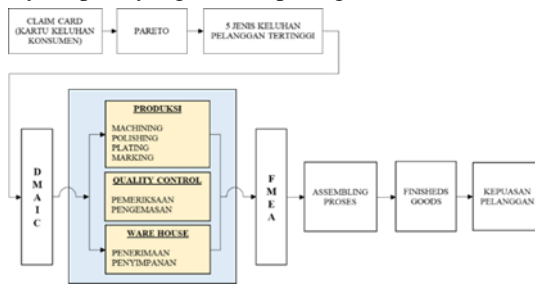 CLAIM CARD
(KARTU KELUHAN
KONSUMEN)
PARETO
5 JENIS KELUHAN
PELANGGAN TERTINGGI
D
M
A
I
C
PRODUKSI
MACHINING
POLISHING
PLATING
MARKING
QUALITY CONTROL
PEMERIKSAAN
PENGEMASAN
WARE HOUSE
PENERIMAAN
PENYIMPANAN
F
M
E
A
ASSEMBLING
PROSES
FINISHEDS
GOODS
KEPUASAN
PELANGGAN